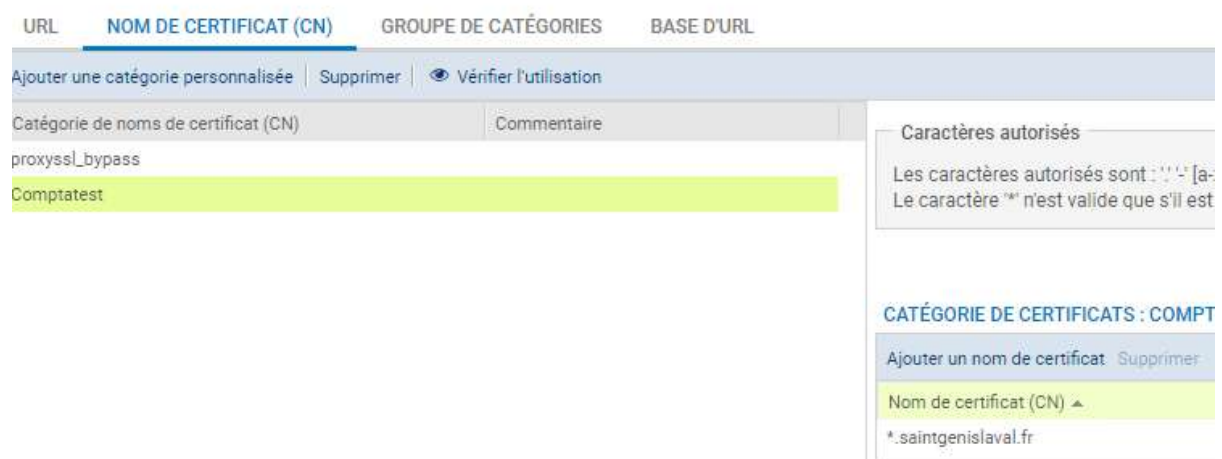 URL NOM DE CERTIFICAT (CN) GROUPE DE CATÉGORIES BASE D'URL
Ajouter une catégorie personnalisée Supprimer Vérifier l'utilisation
Catégorie de noms de certificat (CN) Commentaire
proxyssl_bypass
Comptatest
Caractères autorisés
Les caractères autorisés sont : '.' '-' [a-
Le caractère '*' n'est valide que s'il est
CATÉGORIE DE CERTIFICATS : COMPT
Ajouter un nom de certificat Supprimer
Nom de certificat (CN)
*.saintgenislaval.fr